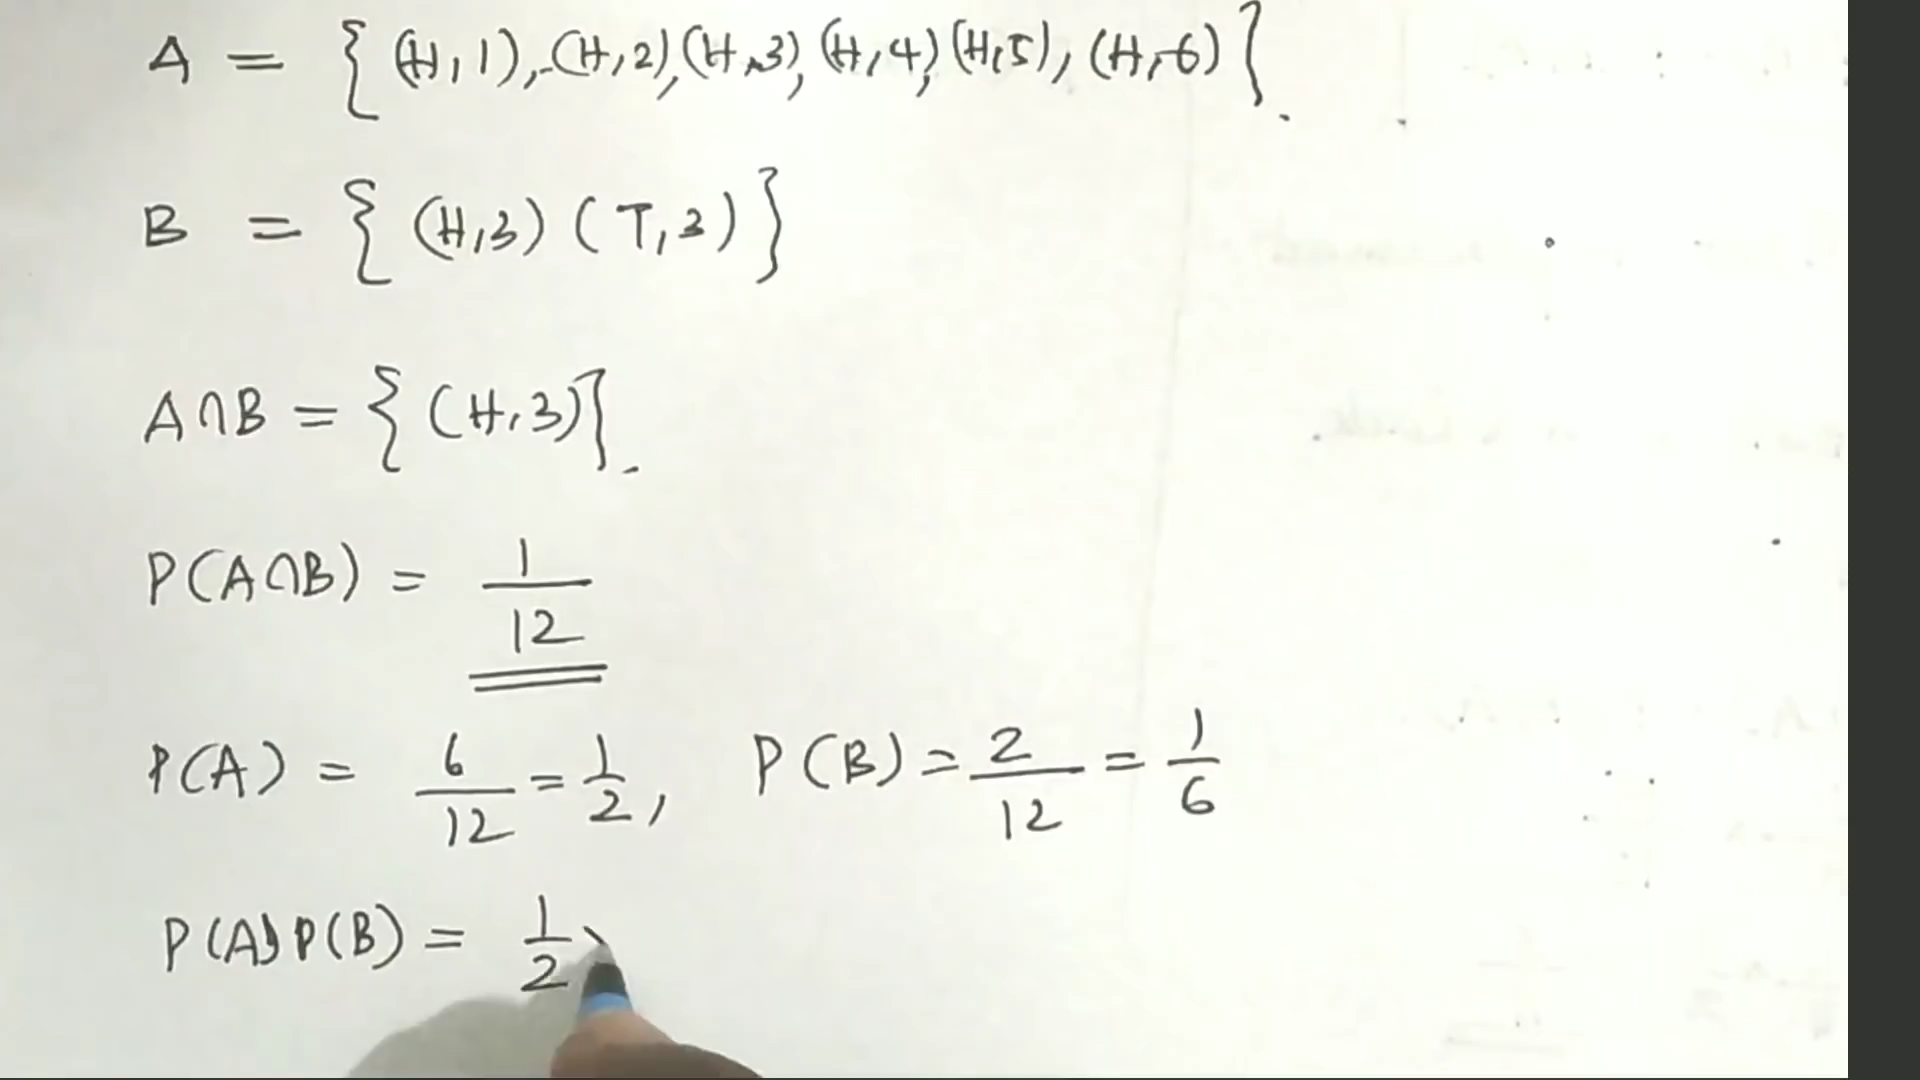 A = { (H,1), (H,2), (H,3), (H,4), (H,5), (H,6) }.
B = { (H,3) (T,3) }
A∩B = { (H,3) }.
P(A∩B) = 1/12
P(A) = 6/12 = 1/2, P(B) = 2/12 = 1/6
P(A) P(B) = 1/2